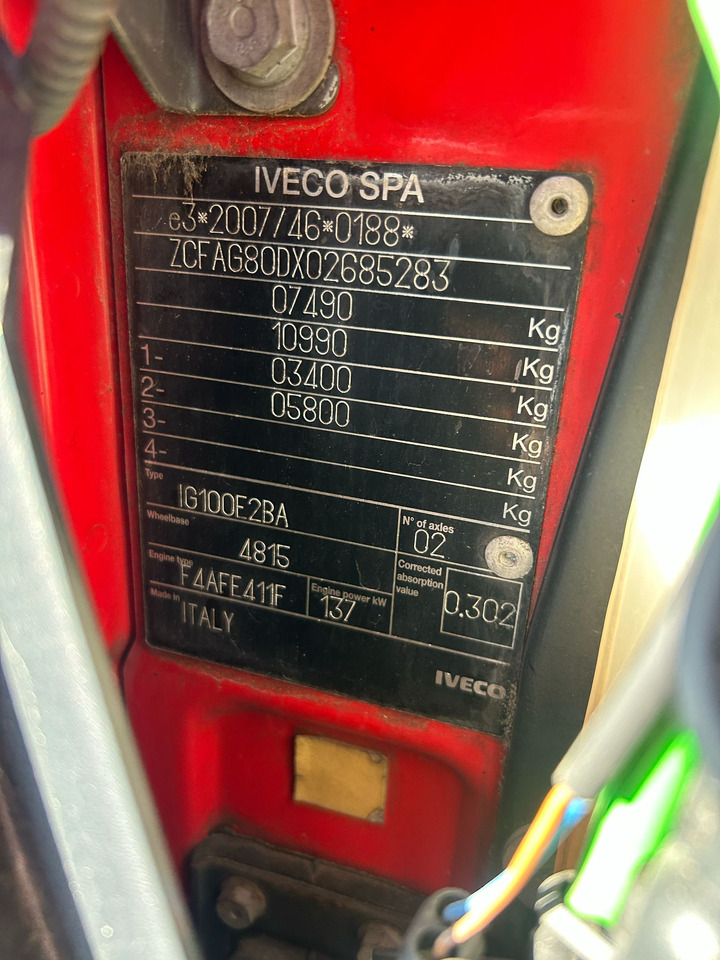 IVECO SPA
e3*2007/46*0188*
ZCFAG80DX02685283
07490 Kg
10990 Kg
1- 03400 Kg
2- 05800 Kg
3- Kg
4- Kg
Type
IG100E2BA
N° of axles
02
Wheelbase
4815
Corrected absorption value
0.302
Engine type
F4AFE411F
Engine power kW
137
Made in
ITALY
IVECO